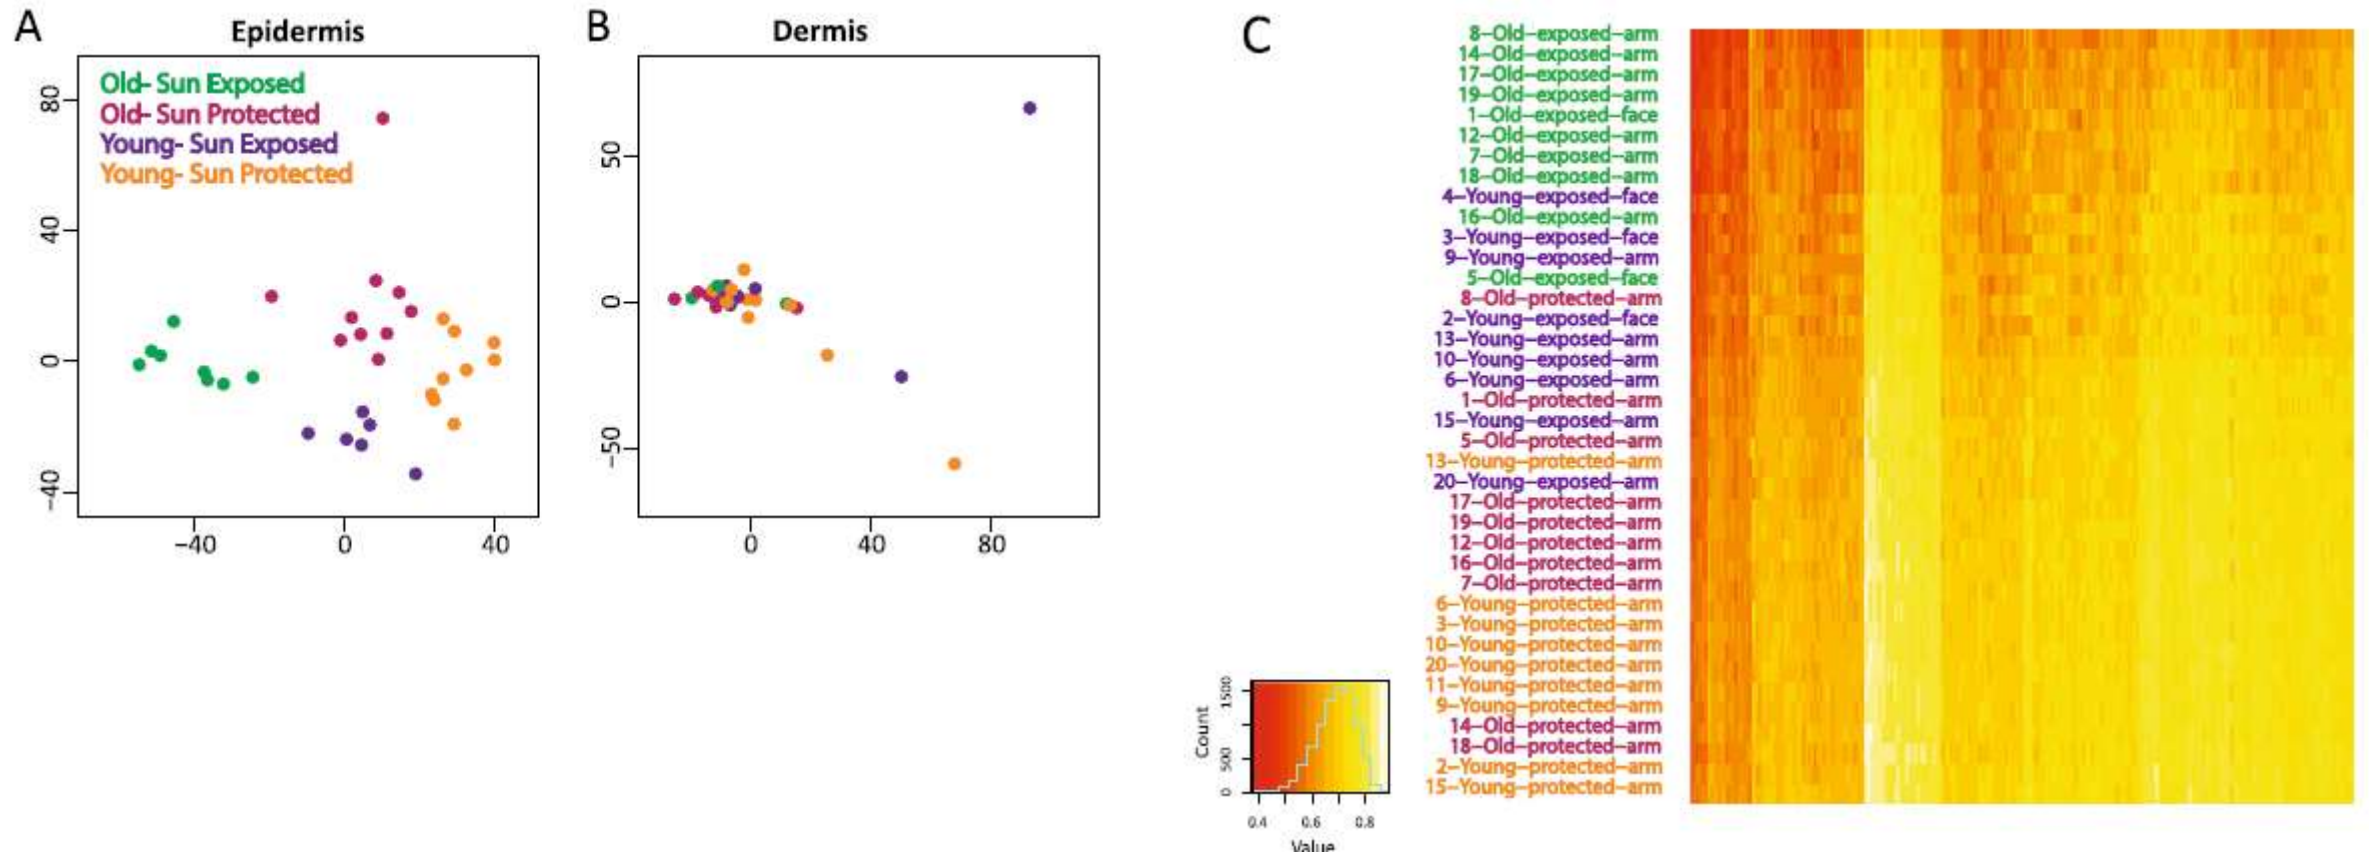 A
Epidermis
Old- Sun Exposed
Old- Sun Protected
Young- Sun Exposed
Young- Sun Protected
80
40
0
−40
−40
0
40
B
Dermis
50
0
−50
0
40
80
C
8−Old−exposed−arm
14−Old−exposed−arm
17−Old−exposed−arm
19−Old−exposed−arm
1−Old−exposed−face
12−Old−exposed−arm
7−Old−exposed−arm
18−Old−exposed−arm
4−Young−exposed−face
16−Old−exposed−arm
3−Young−exposed−face
9−Young−exposed−arm
5−Old−exposed−face
8−Old−protected−arm
2−Young−exposed−face
13−Young−exposed−arm
10−Young−exposed−arm
6−Young−exposed−arm
1−Old−protected−arm
15−Young−exposed−arm
5−Old−protected−arm
13−Young−protected−arm
20−Young−exposed−arm
17−Old−protected−arm
19−Old−protected−arm
12−Old−protected−arm
16−Old−protected−arm
7−Old−protected−arm
6−Young−protected−arm
3−Young−protected−arm
10−Young−protected−arm
20−Young−protected−arm
11−Young−protected−arm
9−Young−protected−arm
14−Old−protected−arm
18−Old−protected−arm
2−Young−protected−arm
15−Young−protected−arm
Count
1500
500
0
0.4
0.6
0.8
Value